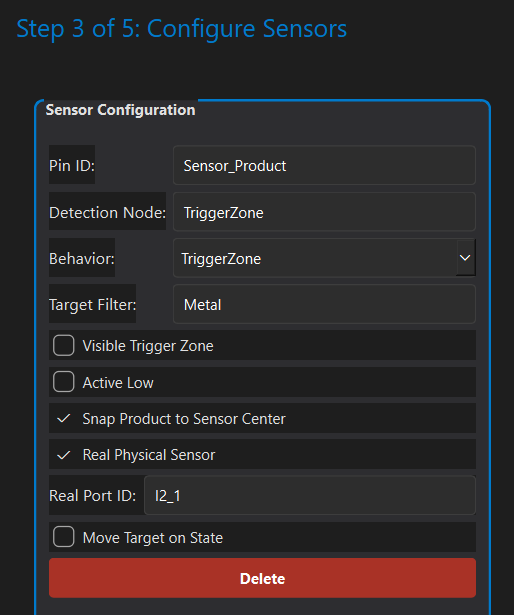 Step 3 of 5: Configure Sensors
Sensor Configuration
Pin ID: Sensor_Product
Detection Node: TriggerZone
Behavior: TriggerZone
Target Filter: Metal
Visible Trigger Zone
Active Low
Snap Product to Sensor Center
Real Physical Sensor
Real Port ID: I2_1
Move Target on State
Delete